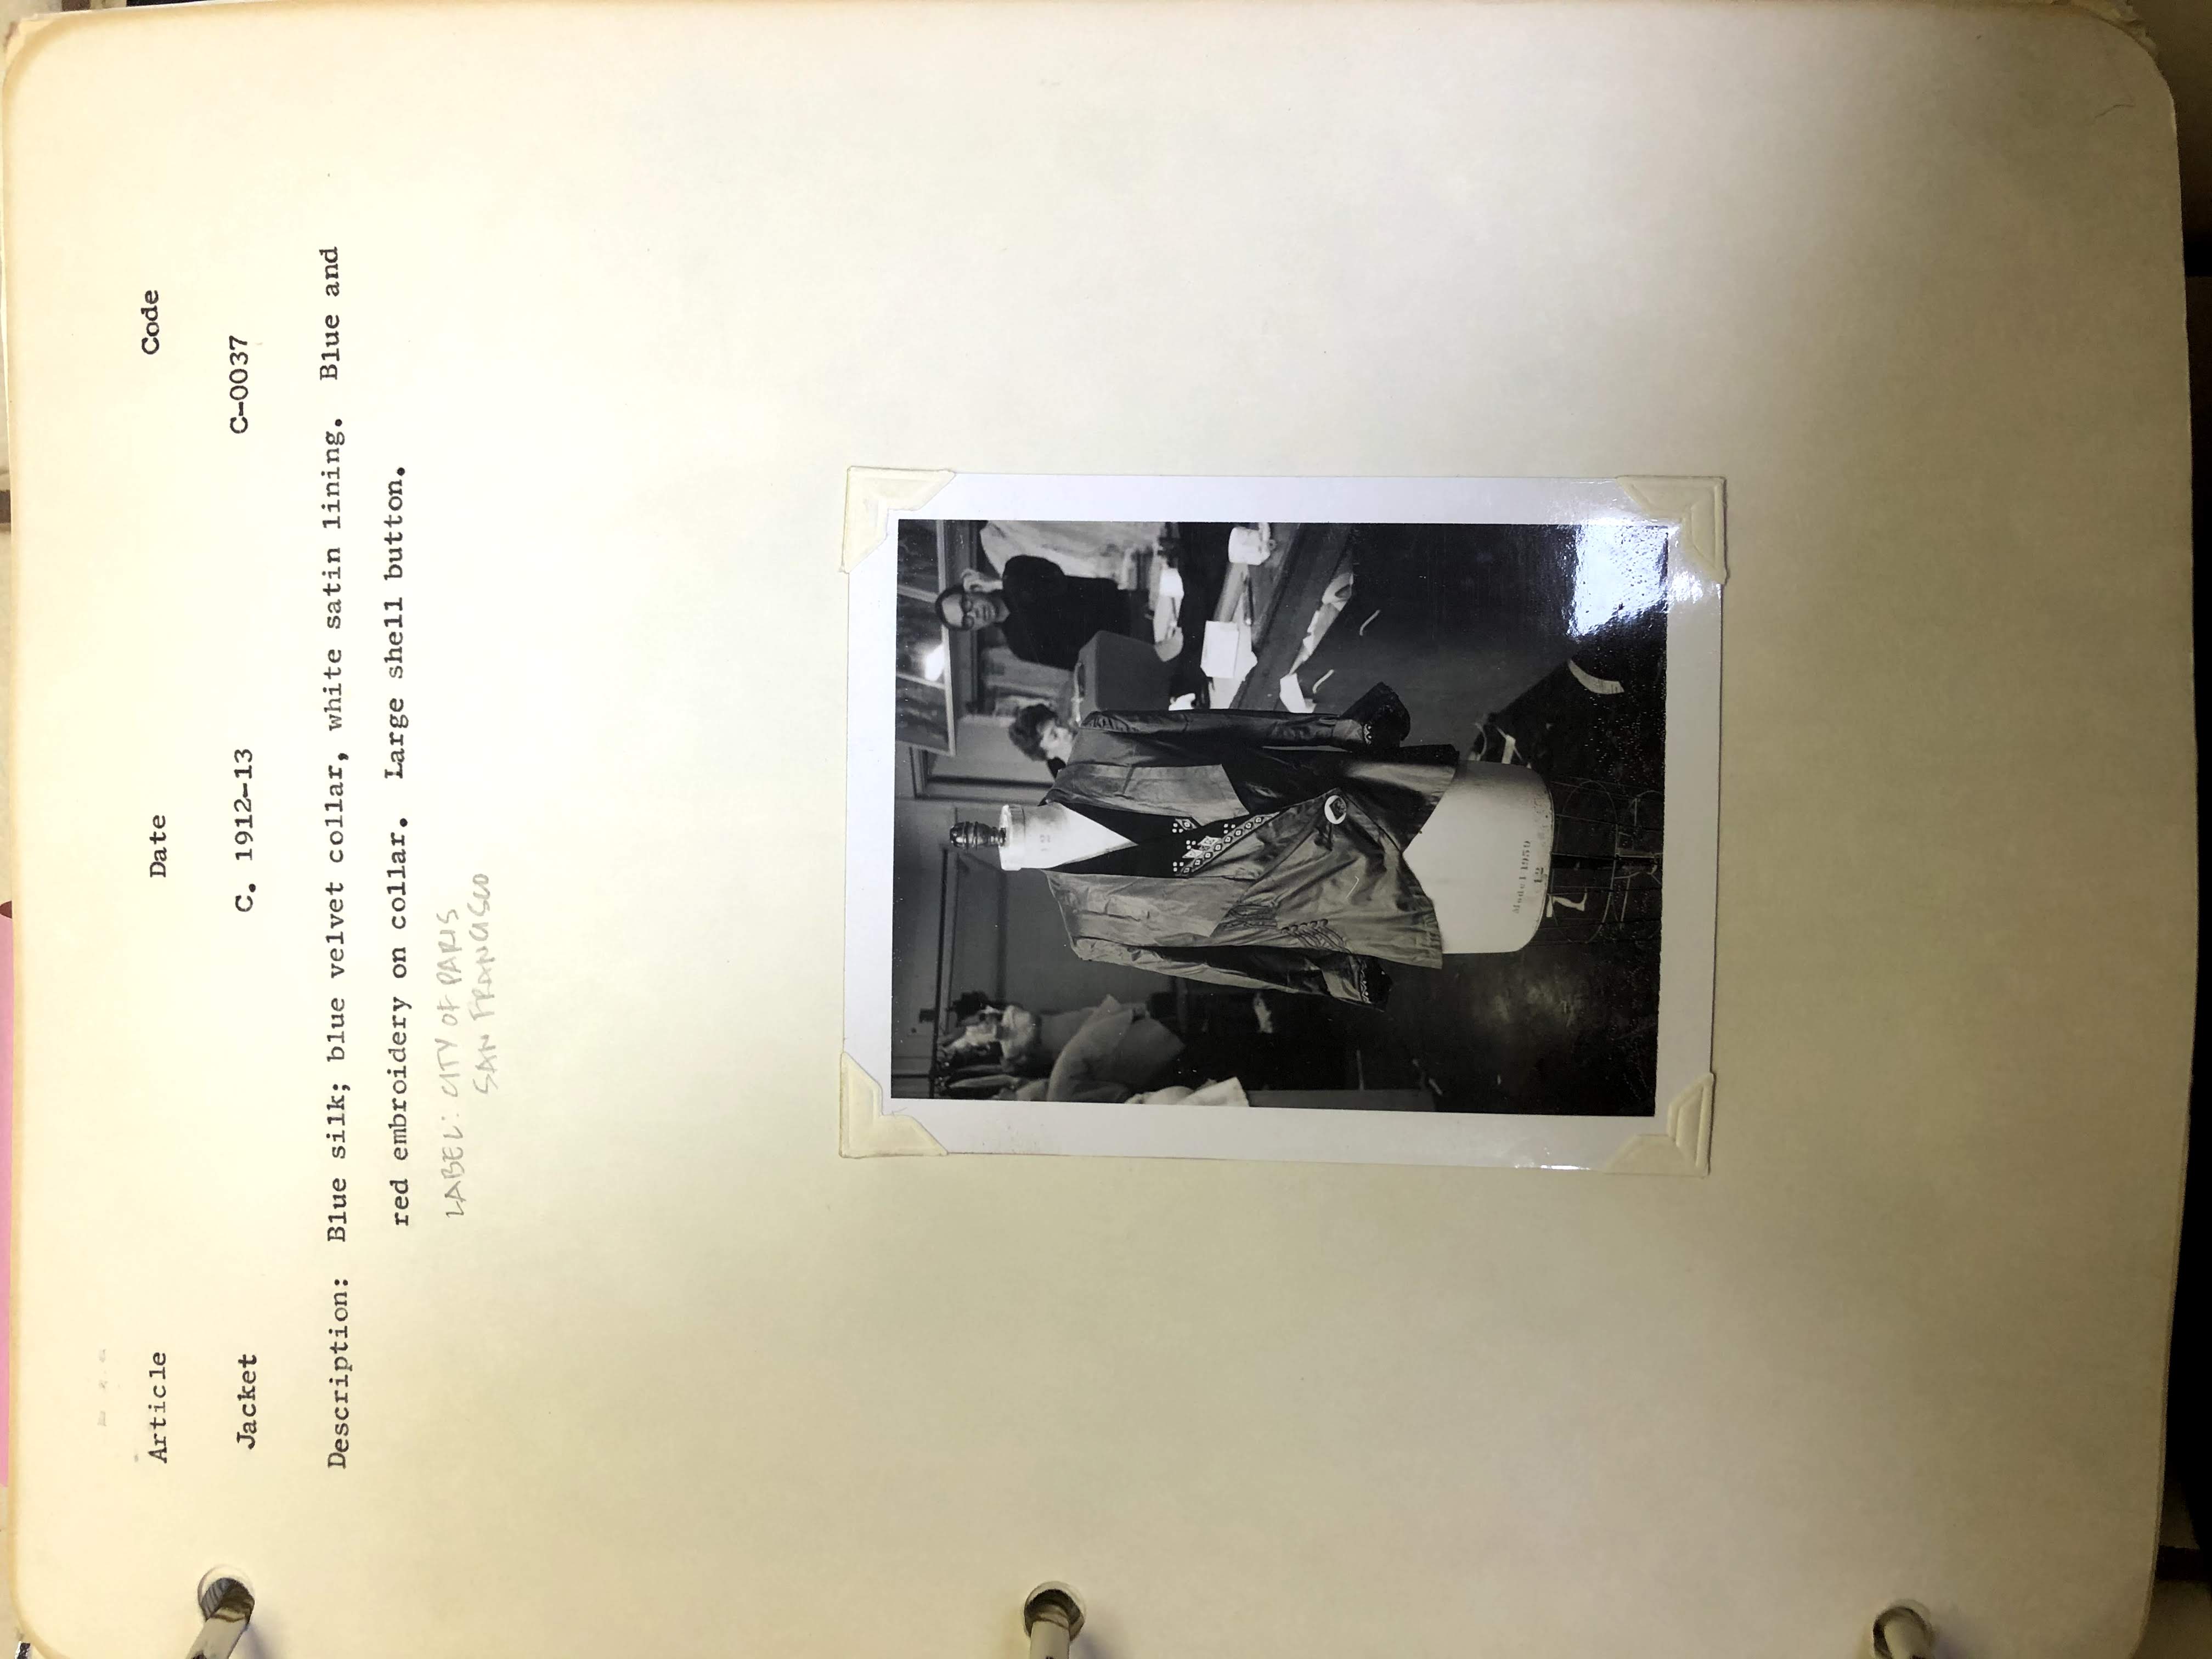 Article Date Code
Jacket C. 1912-13 C-0037
Description: Blue silk; blue velvet collar, white satin lining. Blue and
red embroidery on collar. Large shell button.
LABEL: CITY OF PARIS
SAN FRANCISCO
12
Model 1959
12